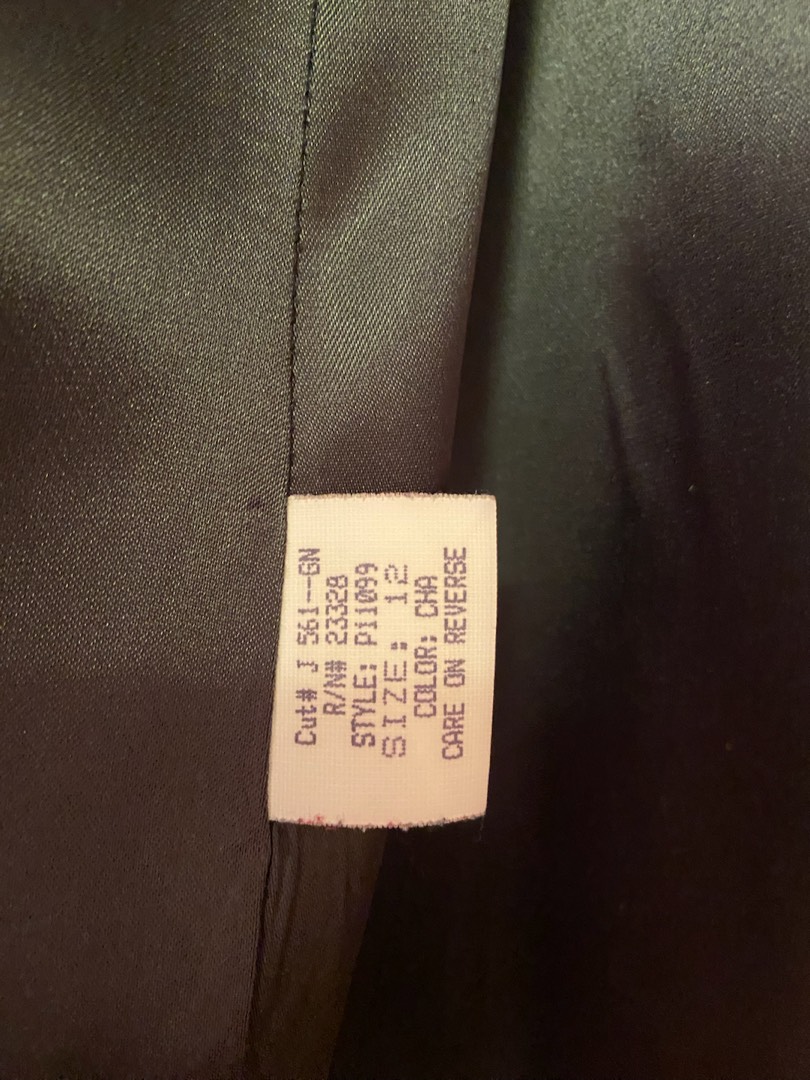 Cut# J 561--GN
R/N# 23328
STYLE: P11099
SIZE: 12
COLOR: CHA
CARE ON REVERSE